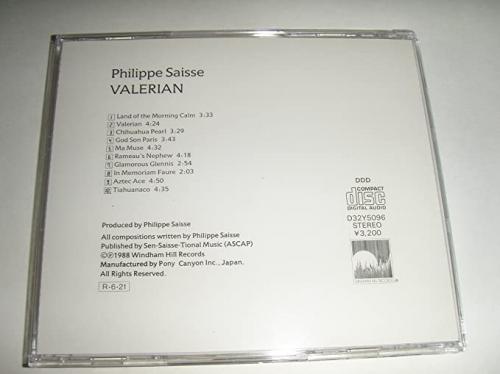 Philippe Saisse
VALERIAN
1 Land of the Morning Calm 3:33
2 Valerian 4:24
3 Chihuahua Pearl 3:29
4 God Son Paris 3:43
5 Ma Muse 4:32
6 Rameau's Nephew 4:18
7 Glamorous Glennis 2:54
8 In Memoriam Faure 2:03
9 Aztec Ace 4:50
10 Tiahuanaco 4:35
Produced by Philippe Saisse
All compositions written by Philippe Saisse
Published by Sen-Saisse-Tional Music (ASCAP)
©℗1988 Windham Hill Records
Manufactured by Pony Canyon Inc., Japan.
All Rights Reserved.
R-6-21
DDD
COMPACT
disc
DIGITAL AUDIO
D32Y5096
STEREO
¥3,200
WINDHAM HILL RECORDS